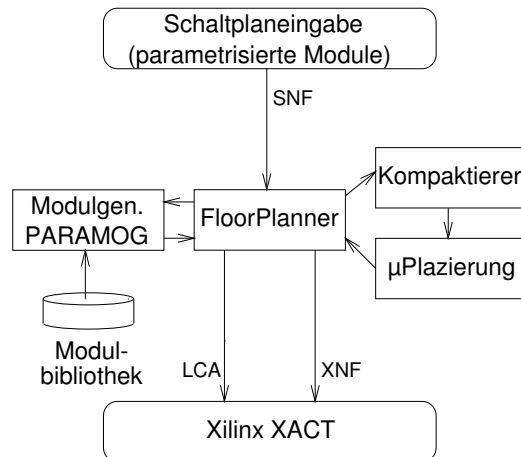 Schaltplaneingabe
(parametrisierte Module)
SNF
Kompaktierer
Modulgen.
PARAMOG
FloorPlanner
µPlazierung
Modul-
bibliothek
LCA
XNF
Xilinx XACT